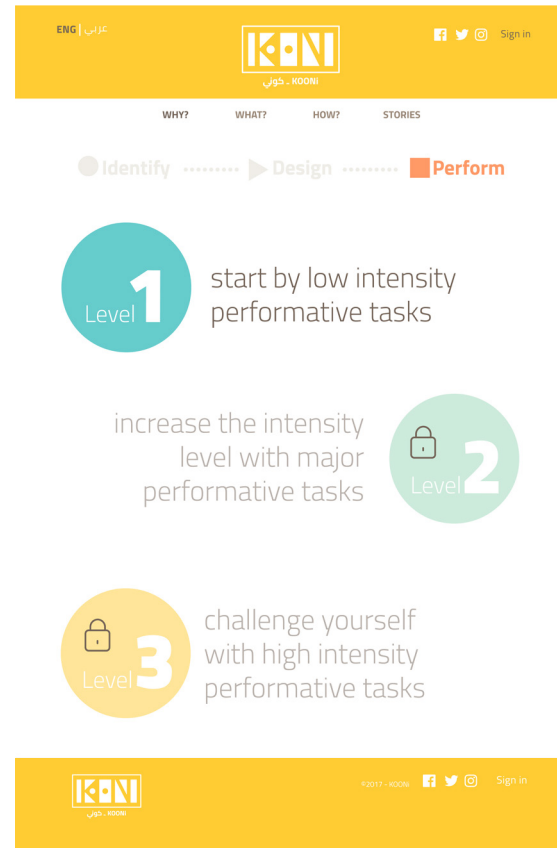 ENG | عربي
KOONI
كوني . KOONI
Sign in
WHY? WHAT? HOW? STORIES
Identify ......... Design ......... Perform
Level 1
start by low intensity
performative tasks
increase the intensity
level with major
performative tasks
Level 2
Level 3
challenge yourself
with high intensity
performative tasks
KOONI
كوني . KOONI
©2017 - KOONI
Sign in